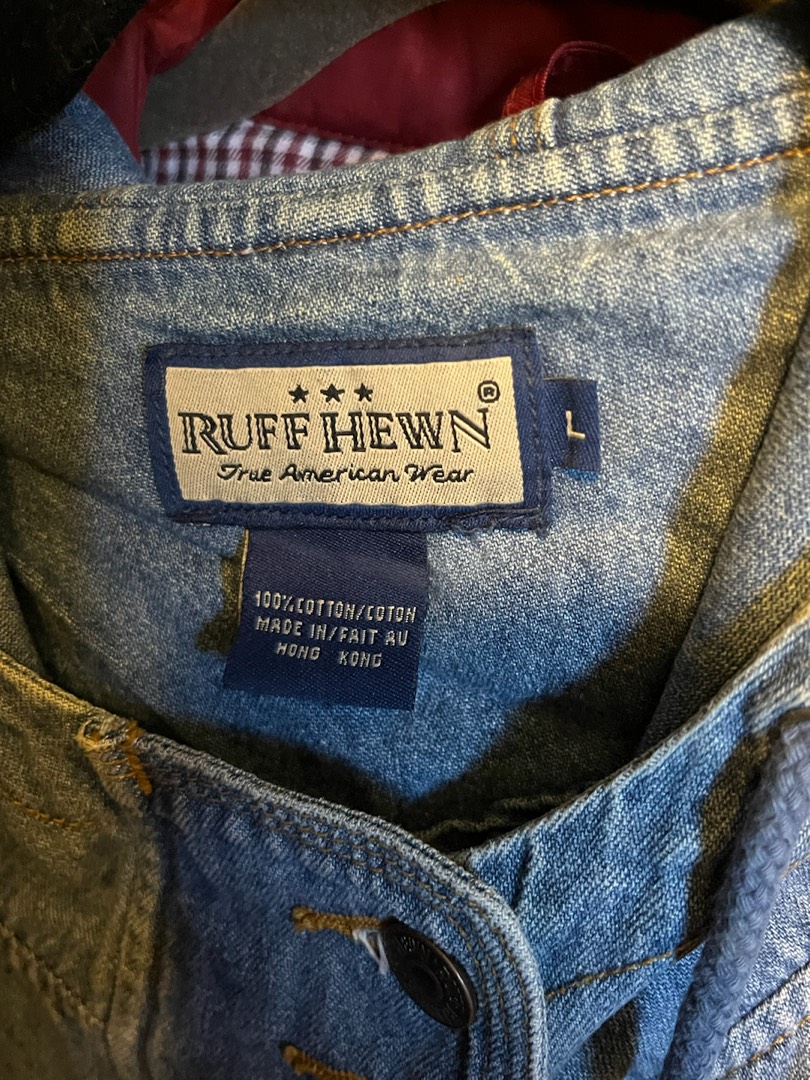 ★★★
RUFF HEWN®
True American Wear
L
100% COTTON/COTON
MADE IN/FAIT AU
HONG KONG